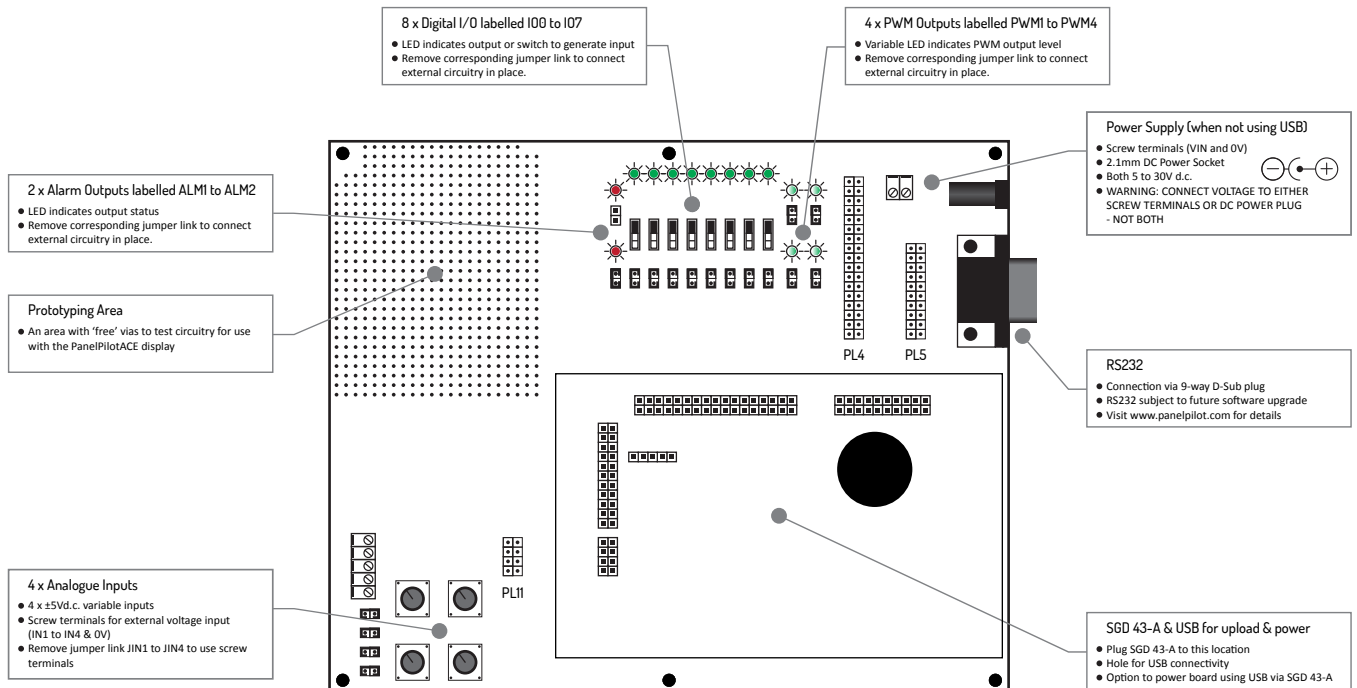 8 x Digital I/O labelled IO0 to IO7
● LED indicates output or switch to generate input
● Remove corresponding jumper link to connect
external circuitry in place.
4 x PWM Outputs labelled PWM1 to PWM4
● Variable LED indicates PWM output level
● Remove corresponding jumper link to connect
external circuitry in place.
Power Supply (when not using USB)
● Screw terminals (VIN and 0V)
● 2.1mm DC Power Socket
● Both 5 to 30V d.c.
● WARNING: CONNECT VOLTAGE TO EITHER
SCREW TERMINALS OR DC POWER PLUG
- NOT BOTH
2 x Alarm Outputs labelled ALM1 to ALM2
● LED indicates output status
● Remove corresponding jumper link to connect
external circuitry in place.
Prototyping Area
● An area with ‘free’ vias to test circuitry for use
with the PanelPilotACE display
PL4
PL5
RS232
● Connection via 9-way D-Sub plug
● RS232 subject to future software upgrade
● Visit www.panelpilot.com for details
4 x Analogue Inputs
● 4 x ±5Vd.c. variable inputs
● Screw terminals for external voltage input
(IN1 to IN4 & 0V)
● Remove jumper link JIN1 to JIN4 to use screw
terminals
PL11
SGD 43-A & USB for upload & power
● Plug SGD 43-A to this location
● Hole for USB connectivity
● Option to power board using USB via SGD 43-A